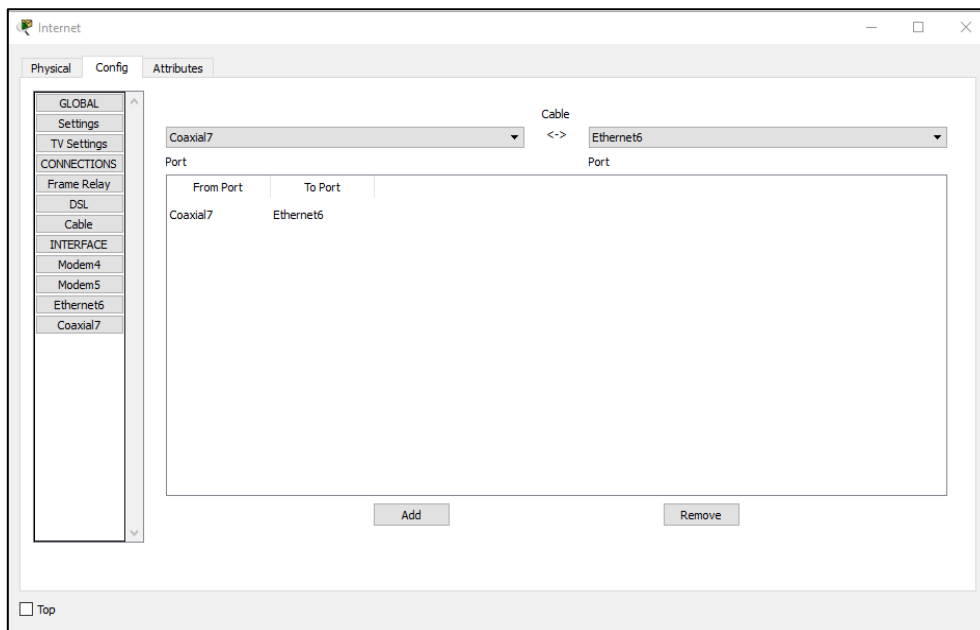 Internet
Physical Config Attributes
GLOBAL
Settings
TV Settings
CONNECTIONS
Frame Relay
DSL
Cable
INTERFACE
Modem4
Modem5
Ethernet6
Coaxial7
Cable
Coaxial7 <-> Ethernet6
Port Port
From Port To Port
Coaxial7 Ethernet6
Add Remove
Top